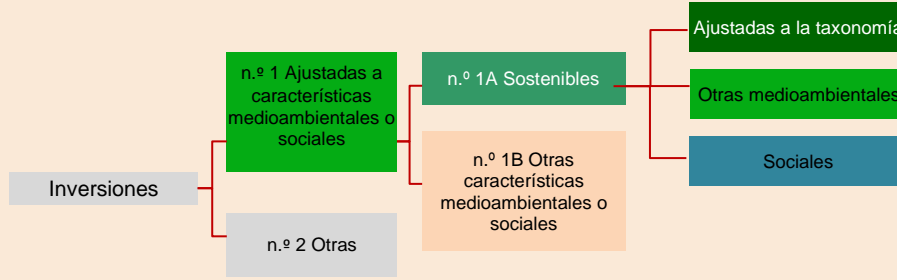 Inversiones
n.º 1 Ajustadas a
características
medioambientales o
sociales
n.º 2 Otras
n.º 1A Sostenibles
n.º 1B Otras
características
medioambientales o
sociales
Ajustadas a la taxonomía
Otras medioambientales
Sociales